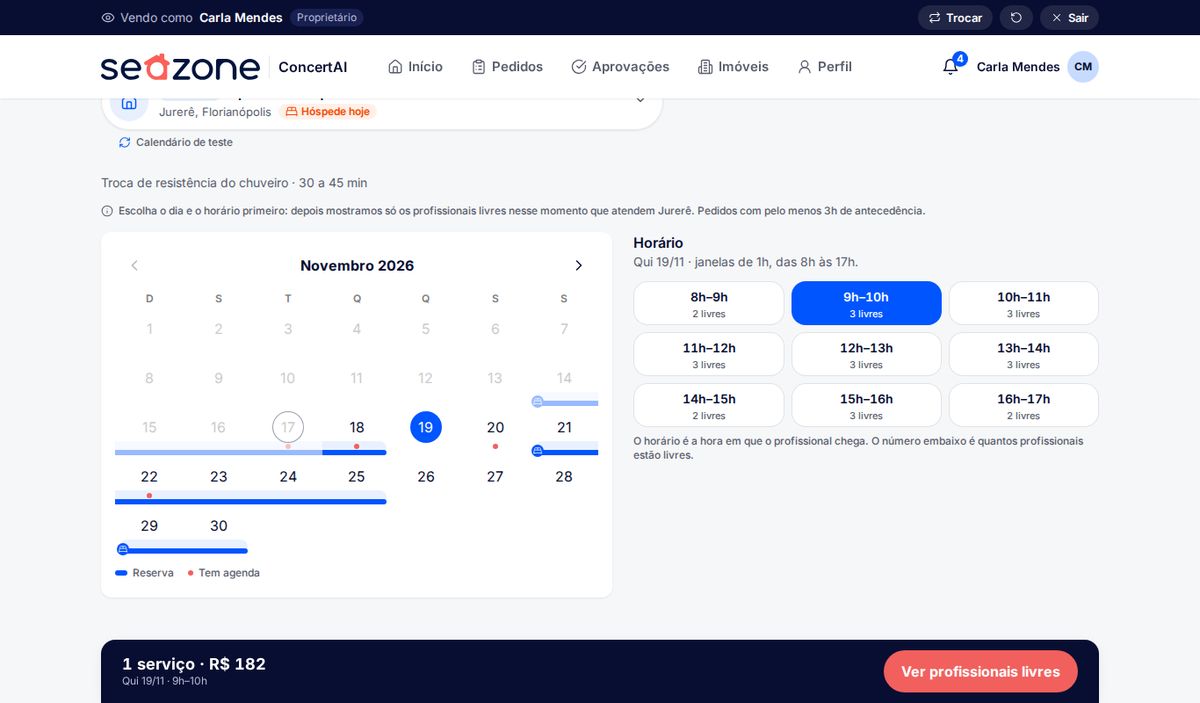 Vendo como Carla Mendes Proprietário Trocar Sair
seazone ConcertAI Início Pedidos Aprovações Imóveis Perfil 4 Carla Mendes CM
Jurerê, Florianópolis Hóspede hoje
Calendário de teste
Troca de resistência do chuveiro · 30 a 45 min
Escolha o dia e o horário primeiro: depois mostramos só os profissionais livres nesse momento que atendem Jurerê. Pedidos com pelo menos 3h de antecedência.
Novembro 2026
D S T Q Q S S
1 2 3 4 5 6 7
8 9 10 11 12 13 14
15 16 17 18 19 20 21
22 23 24 25 26 27 28
29 30
Reserva Tem agenda
Horário
Qui 19/11 · janelas de 1h, das 8h às 17h.
8h–9h 9h–10h 10h–11h
2 livres 3 livres 3 livres
11h–12h 12h–13h 13h–14h
3 livres 3 livres 3 livres
14h–15h 15h–16h 16h–17h
2 livres 3 livres 2 livres
O horário é a hora em que o profissional chega. O número embaixo é quantos profissionais
estão livres.
1 serviço · R$ 182
Qui 19/11 · 9h–10h
Ver profissionais livres